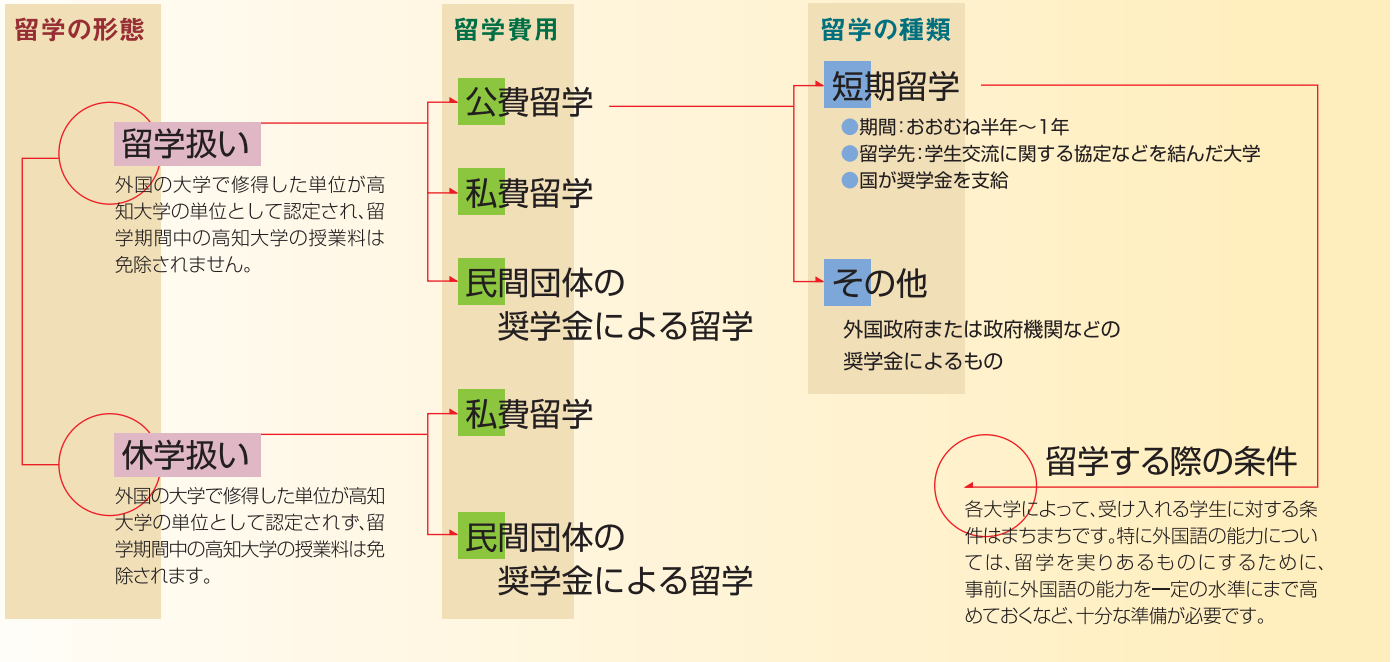 留学の形態
留学扱い
外国の大学で修得した単位が高
知大学の単位として認定され、留
学期間中の高知大学の授業料は
免除されません。
休学扱い
外国の大学で修得した単位が高知
大学の単位として認定されず、留
学期間中の高知大学の授業料は免
除されます。
留学費用
公費留学
私費留学
民間団体の
奨学金による留学
私費留学
民間団体の
奨学金による留学
留学の種類
短期留学
●期間：おおむね半年～1年
●留学先：学生交流に関する協定などを結んだ大学
●国が奨学金を支給
その他
外国政府または政府機関などの
奨学金によるもの
留学する際の条件
各大学によって、受け入れる学生に対する条
件はまちまちです。特に外国語の能力につい
ては、留学を実りあるものにするために、
事前に外国語の能力を一定の水準にまで高
めておくなど、十分な準備が必要です。